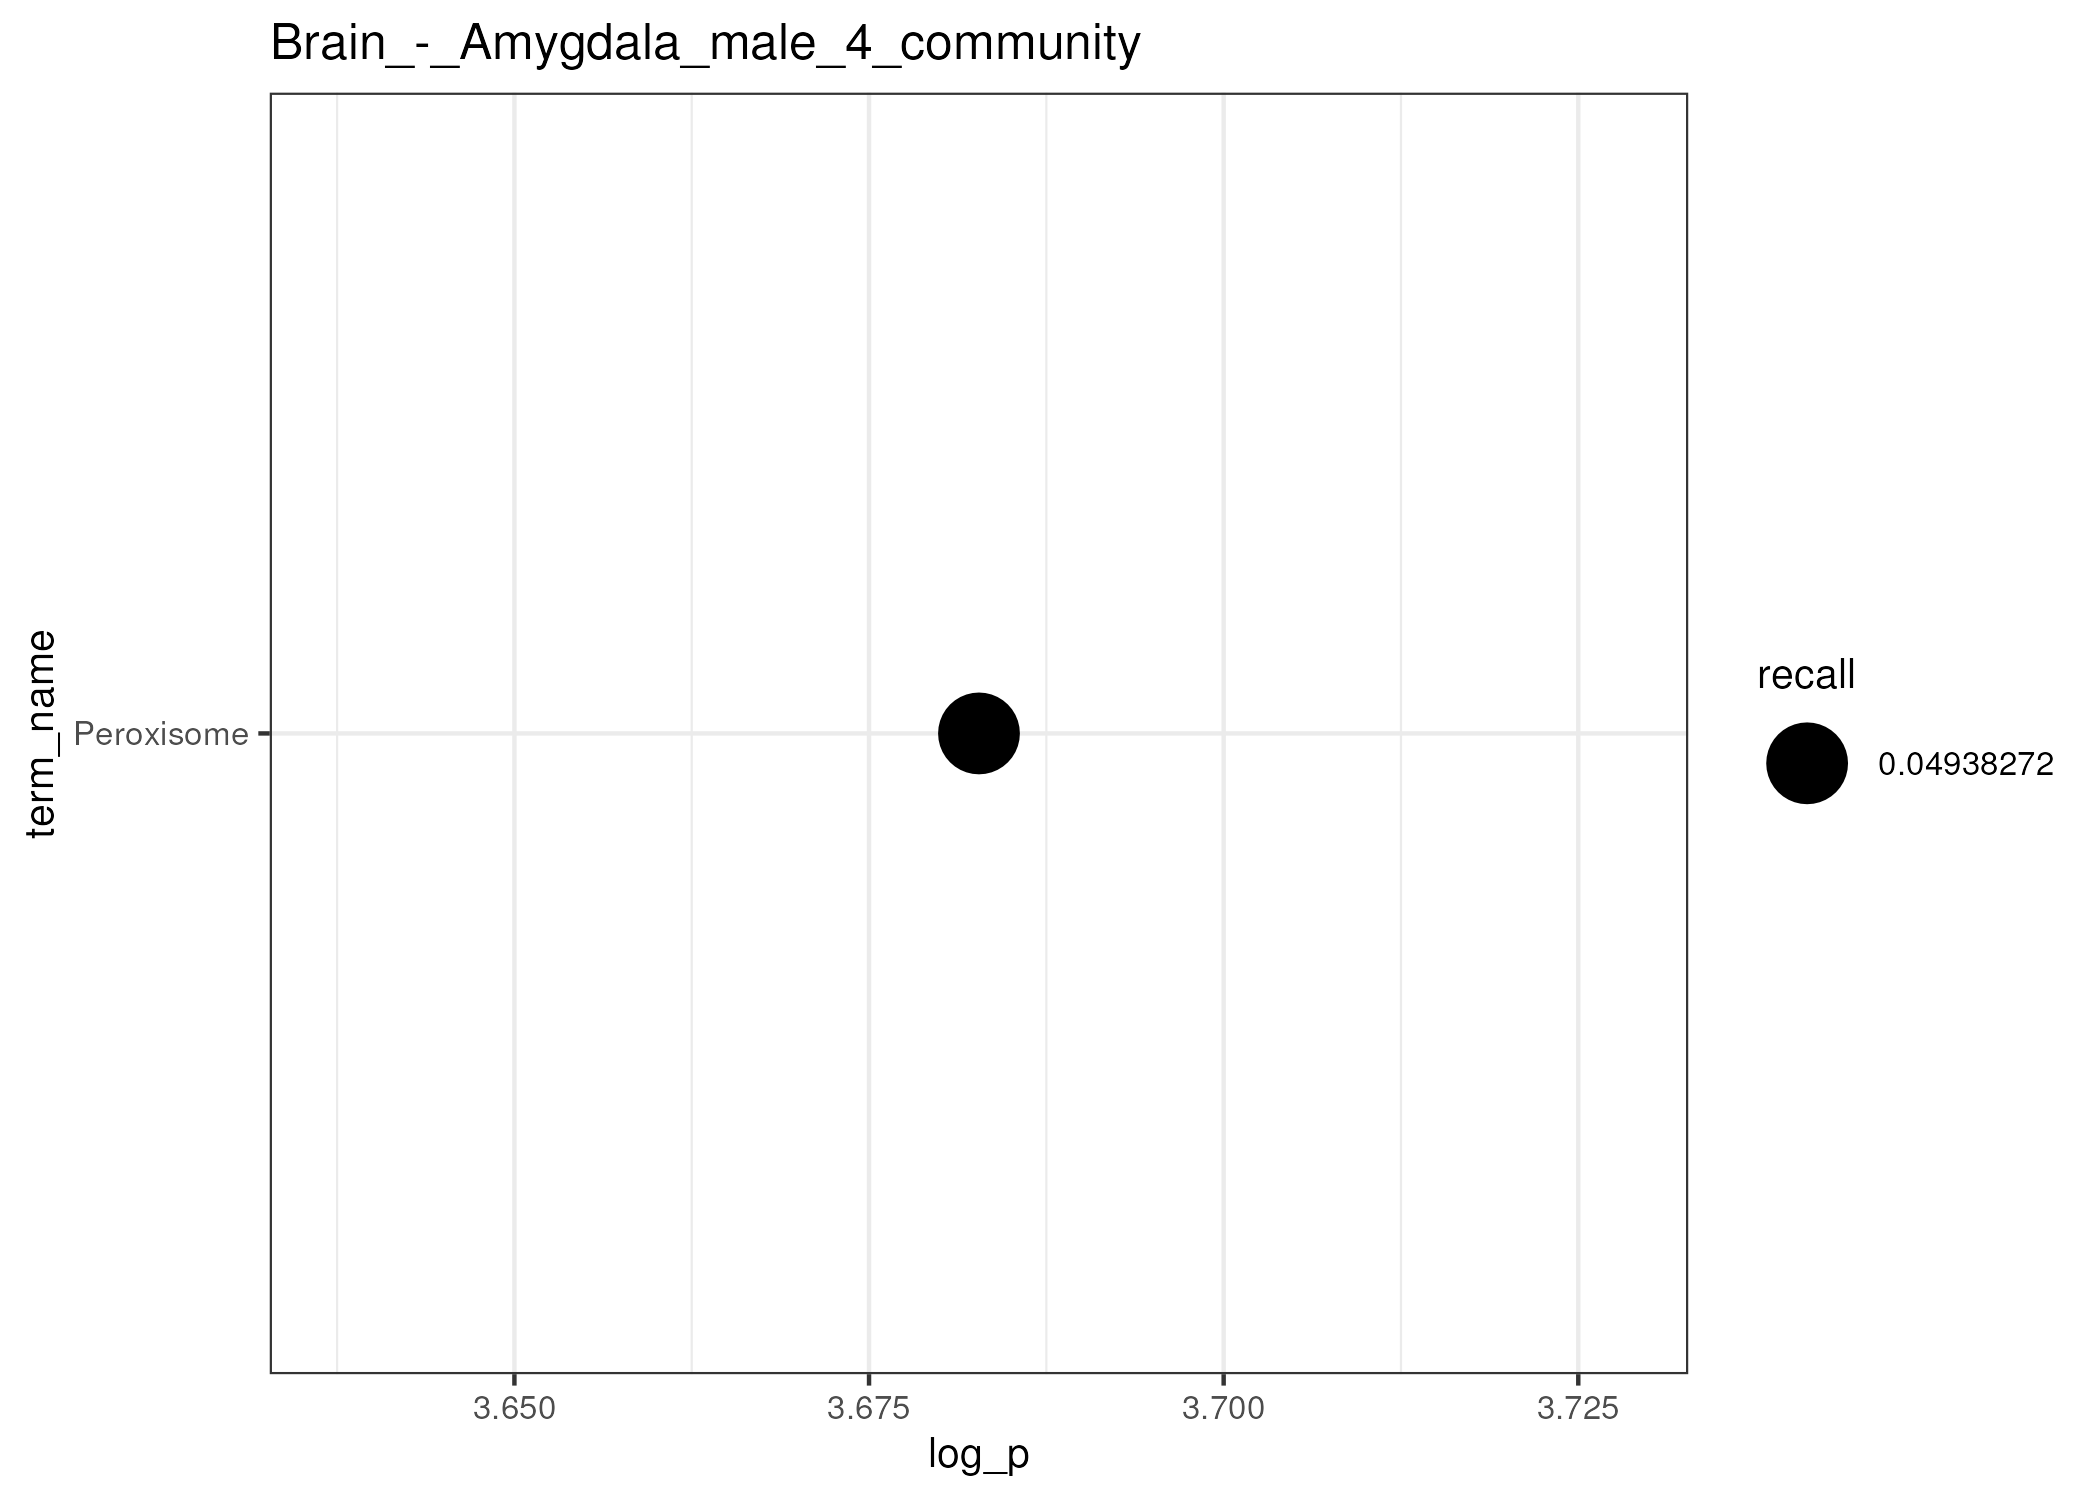 Brain_-_Amygdala_male_4_community
term_name
Peroxisome
recall
0.04938272
3.650
3.675
3.700
3.725
log_p